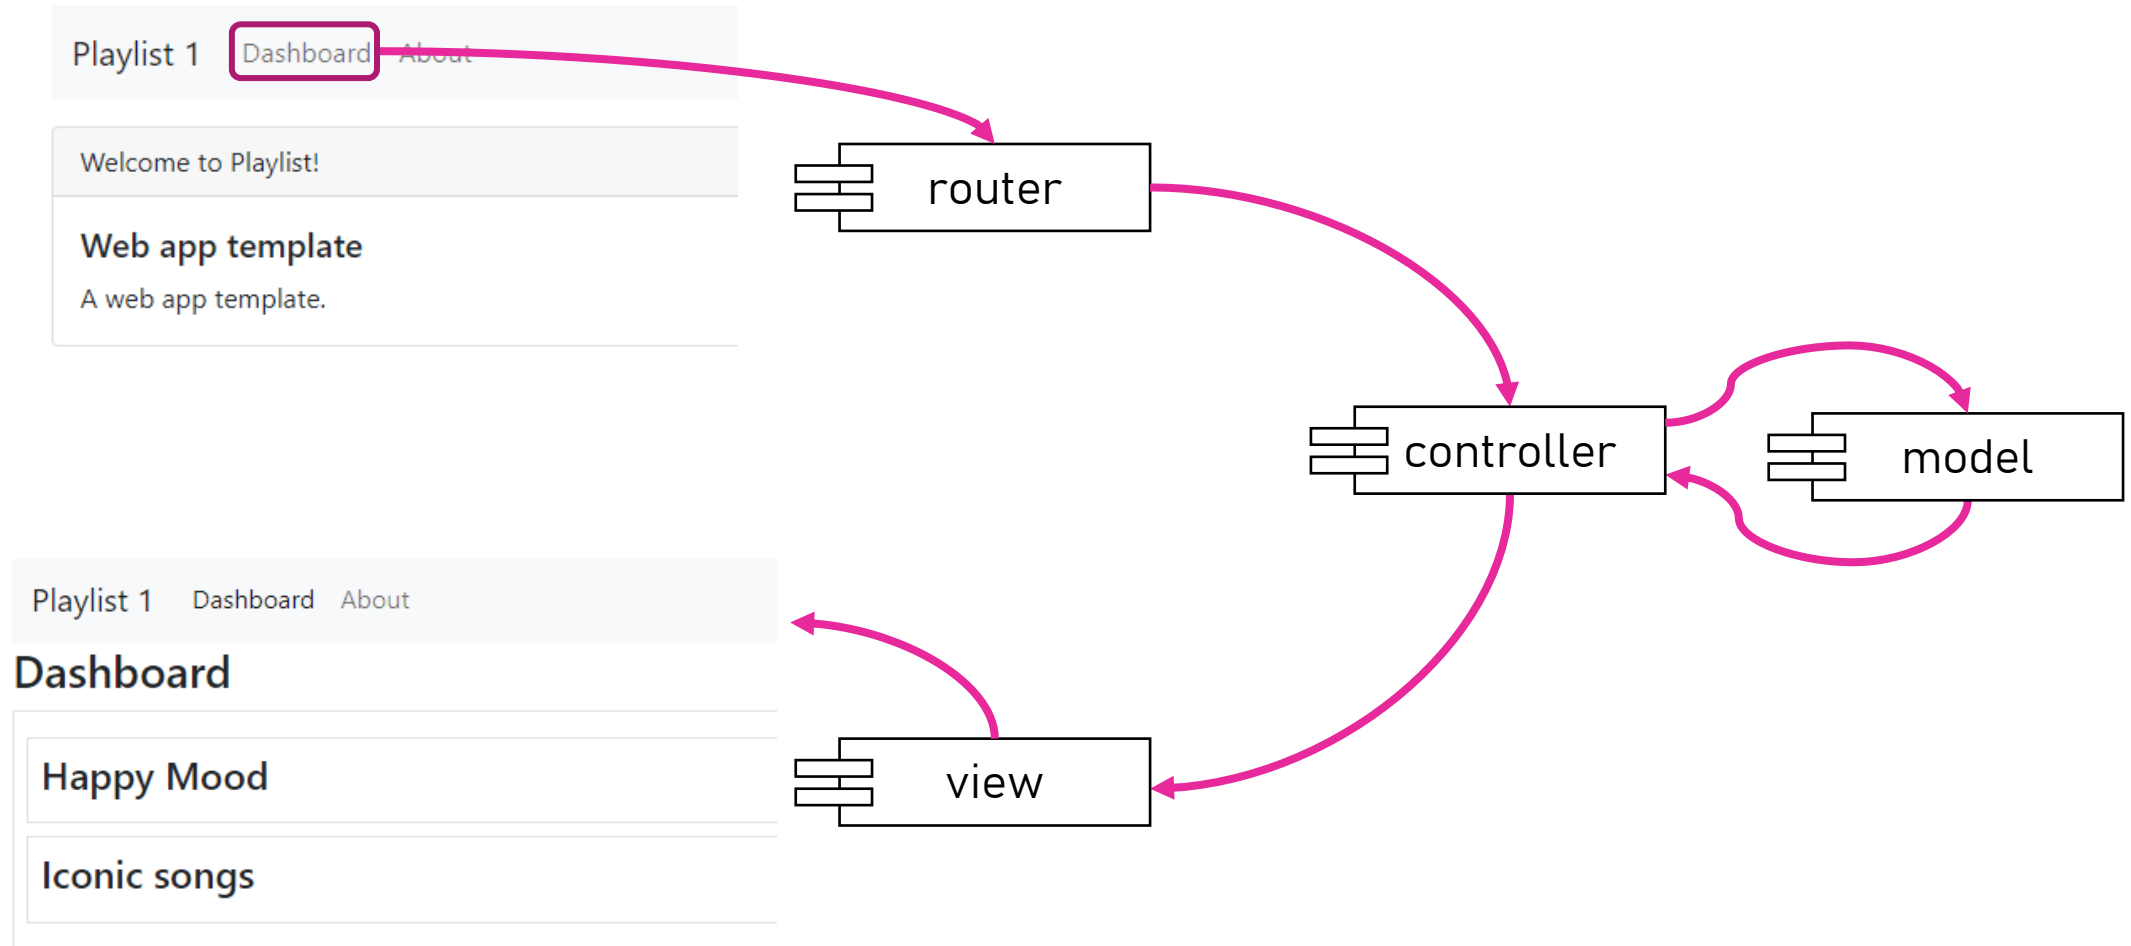 Playlist 1 Dashboard About
Welcome to Playlist!
Web app template
A web app template.
router
controller
model
view
Playlist 1 Dashboard About
Dashboard
Happy Mood
Iconic songs